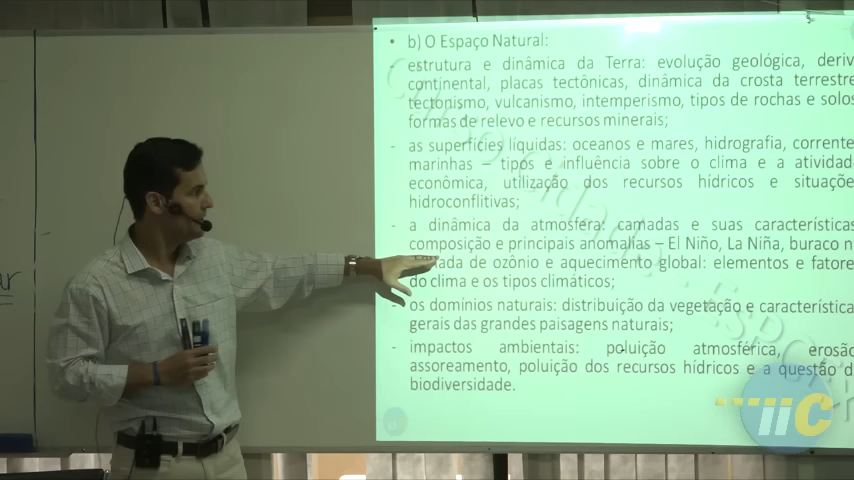 • b) O Espaço Natural:
- estrutura e dinâmica da Terra: evolução geológica, deriv
continental, placas tectônicas, dinâmica da crosta terrestre
tectonismo, vulcanismo, intemperismo, tipos de rochas e solos
formas de relevo e recursos minerais;
- as superfícies líquidas: oceanos e mares, hidrografia, corrente
marinhas – tipos e influência sobre o clima e a atividad
econômica, utilização dos recursos hídricos e situaçõe
hidroconflitivas;
- a dinâmica da atmosfera: camadas e suas características
composição e principais anomalias – El Niño, La Niña, buraco n
camada de ozônio e aquecimento global: elementos e fatore
do clima e os tipos climáticos;
- os domínios naturais: distribuição da vegetação e característica
gerais das grandes paisagens naturais;
- impactos ambientais: poluição atmosférica, erosão
assoreamento, poluição dos recursos hídricos e a questão d
biodiversidade.
iiC